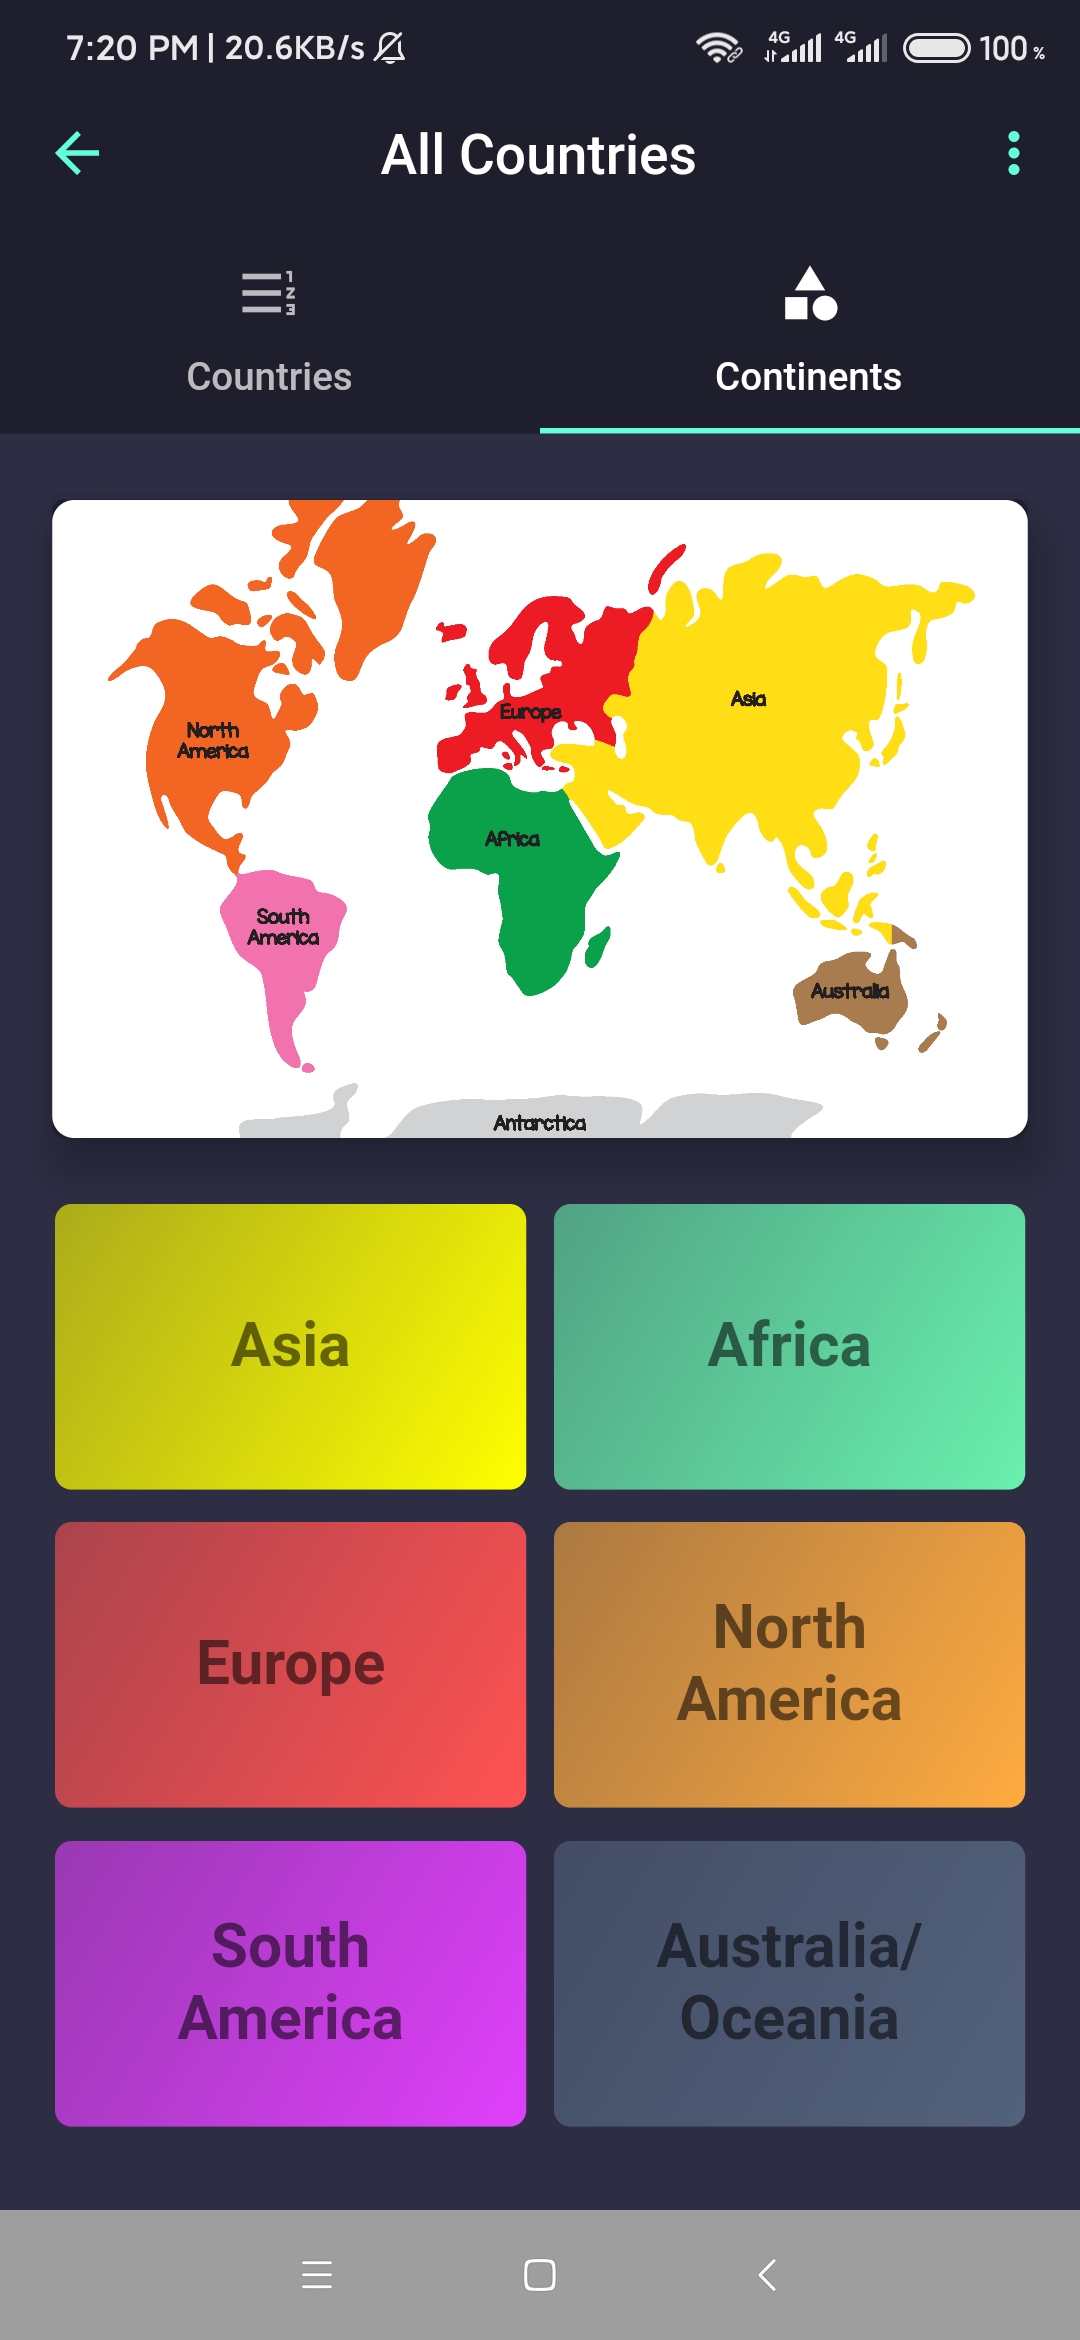 7:20 PM | 20.6KB/s 4G 4G 100 %
All Countries
1
2
3
Countries
Continents
North
America
Europe
Asia
Africa
South
America
Australia
Antarctica
Asia
Africa
Europe
North
America
South
America
Australia/
Oceania